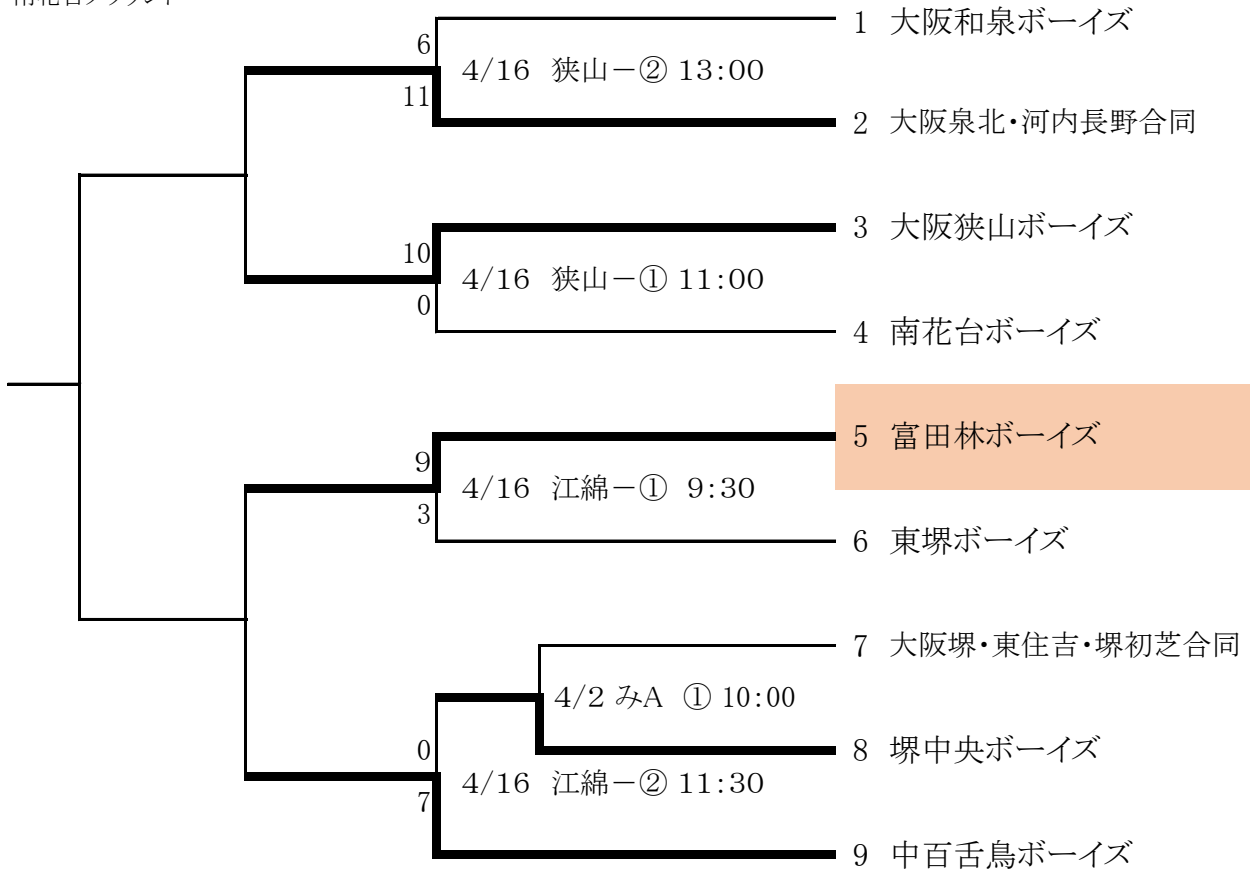 6
11
4/16 狭山－② 13:00
1 大阪和泉ボーイズ
2 大阪泉北・河内長野合同
10
0
4/16 狭山－① 11:00
3 大阪狭山ボーイズ
4 南花台ボーイズ
9
3
4/16 江綿－① 9:30
5 富田林ボーイズ
6 東堺ボーイズ
7 大阪堺・東住吉・堺初芝合同
4/2 みA ① 10:00
8 堺中央ボーイズ
0
7
4/16 江綿－② 11:30
9 中百舌鳥ボーイズ